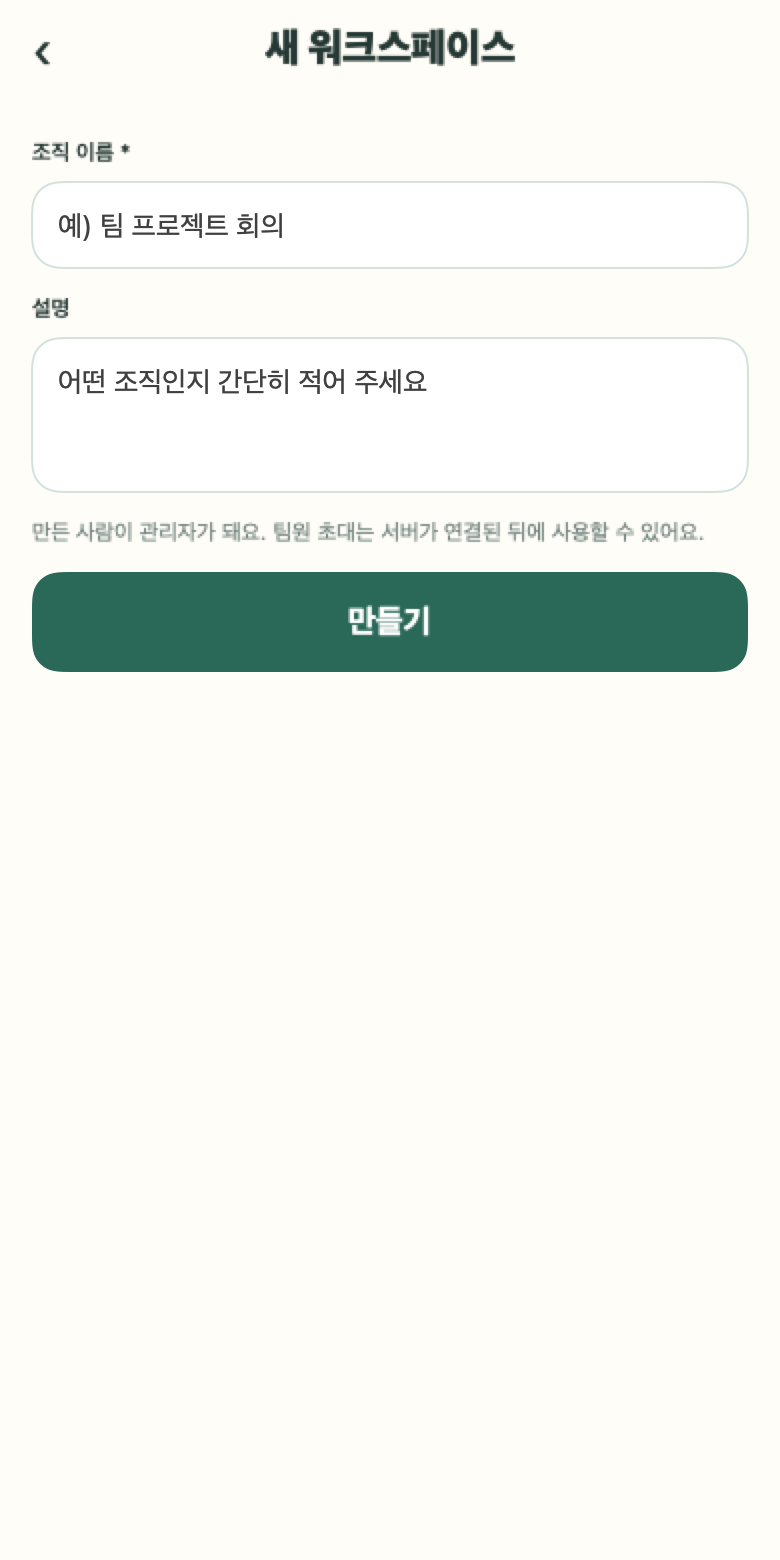 새 워크스페이스
조직 이름 *
예) 팀 프로젝트 회의
설명
어떤 조직인지 간단히 적어 주세요
만든 사람이 관리자가 돼요. 팀원 초대는 서버가 연결된 뒤에 사용할 수 있어요.
만들기